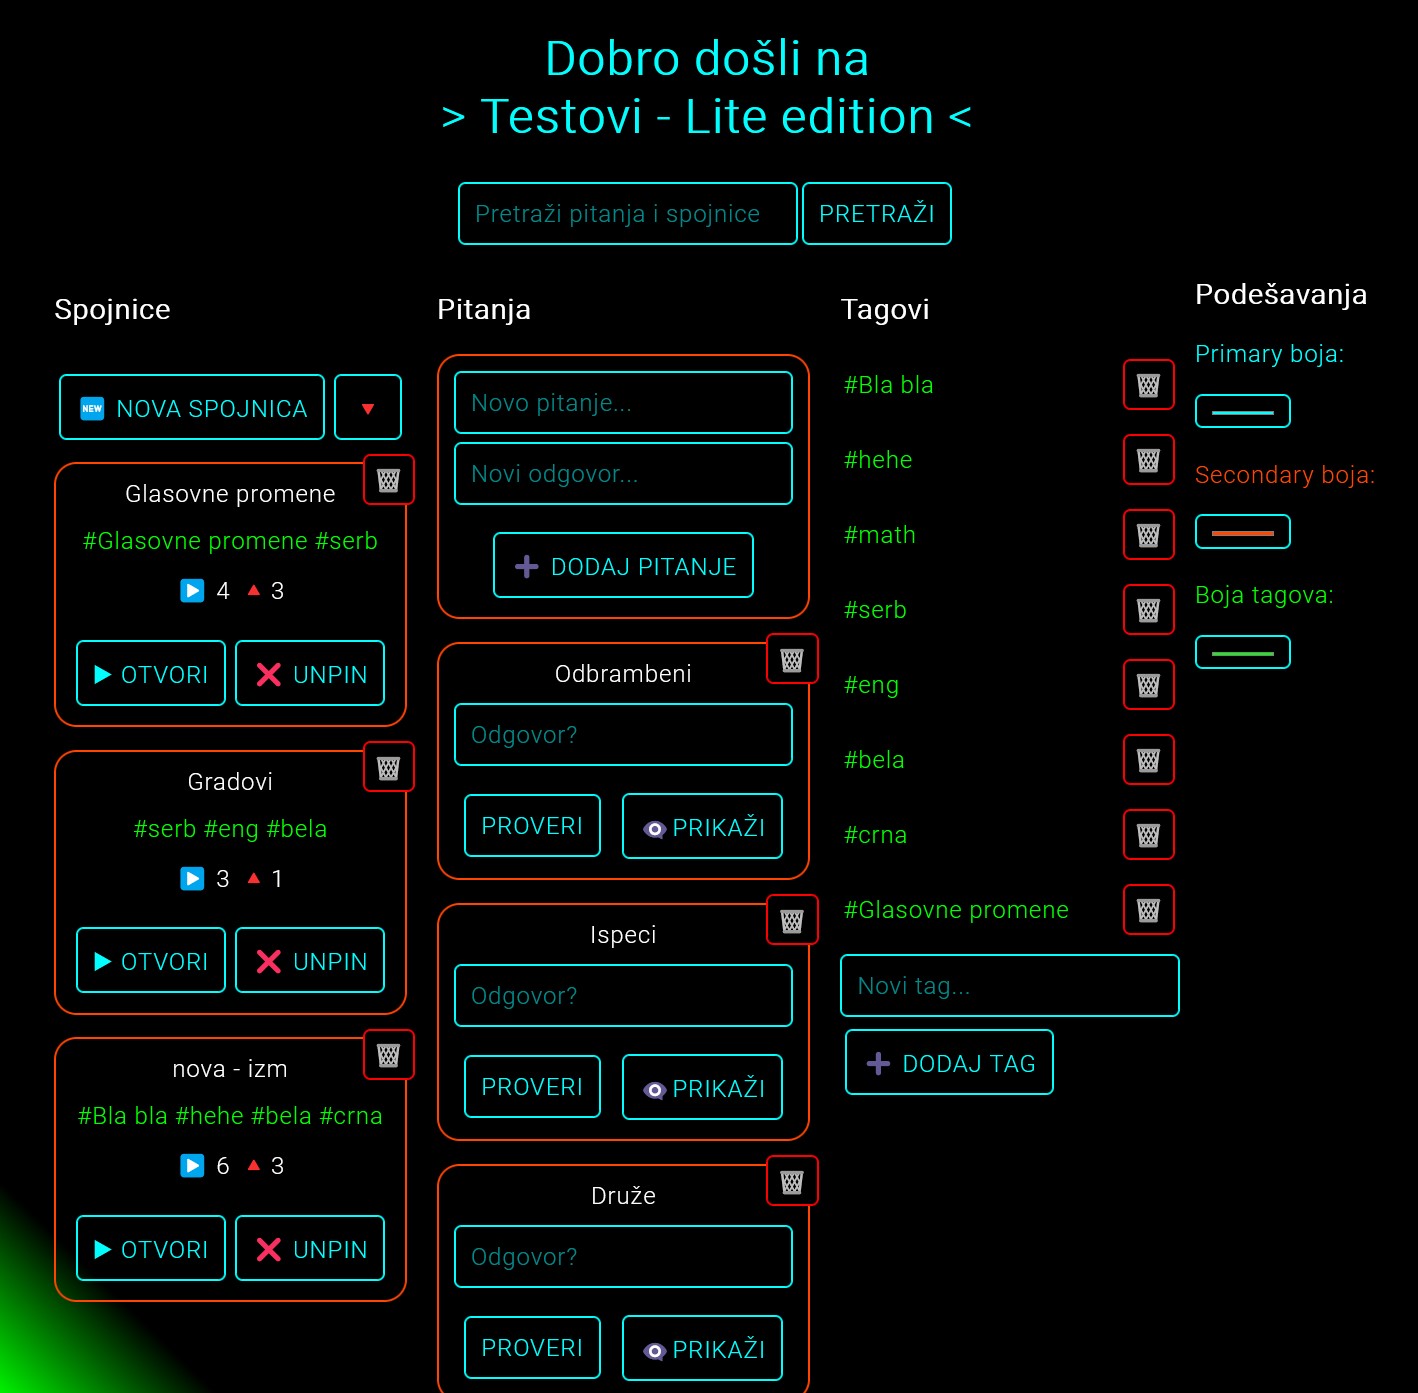 Dobro došli na
> Testovi - Lite edition <
Pretraži pitanja i spojnice
PRETRAŽI
Spojnice
NEW NOVA SPOJNICA
Glasovne promene
#Glasovne promene #serb
4 3
OTVORI
UNPIN
Gradovi
#serb #eng #bela
3 1
OTVORI
UNPIN
nova - izm
#Bla bla #hehe #bela #crna
6 3
OTVORI
UNPIN
Pitanja
Novo pitanje...
Novi odgovor...
DODAJ PITANJE
Odbrambeni
Odgovor?
PROVERI
PRIKAŽI
Ispeci
Odgovor?
PROVERI
PRIKAŽI
Druže
Odgovor?
PROVERI
PRIKAŽI
Tagovi
#Bla bla
#hehe
#math
#serb
#eng
#bela
#crna
#Glasovne promene
Novi tag...
DODAJ TAG
Podešavanja
Primary boja:
Secondary boja:
Boja tagova: